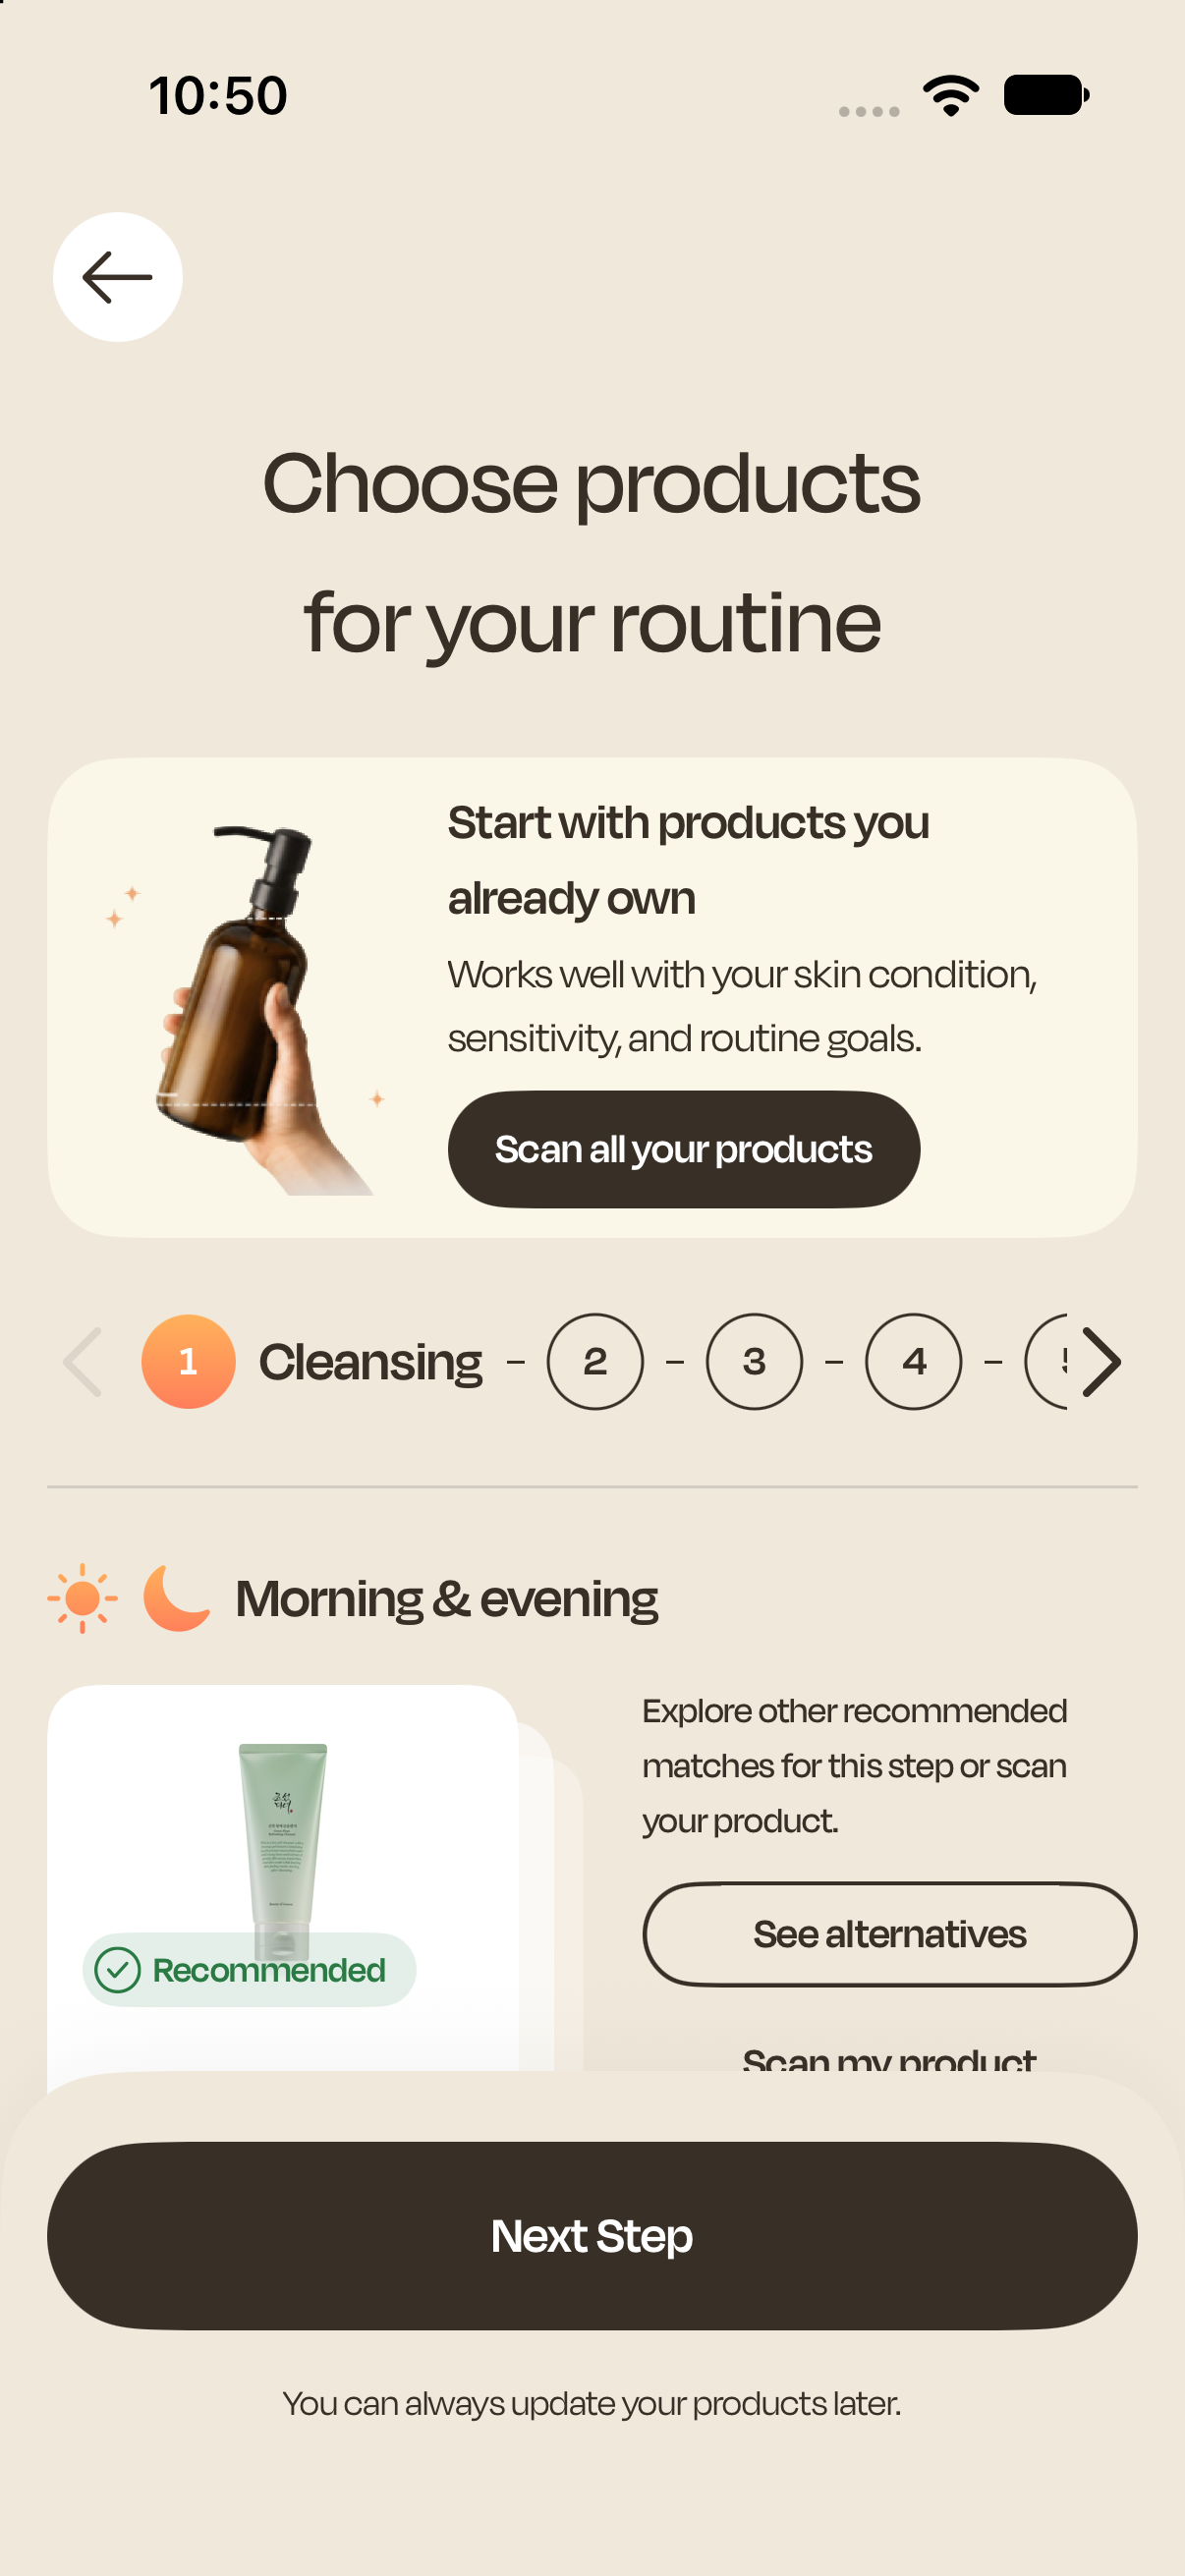 10:50
Choose products
for your routine
Start with products you
already own
Works well with your skin condition,
sensitivity, and routine goals.
Scan all your products
1 Cleansing - 2 - 3 - 4 -
Morning & evening
Explore other recommended
matches for this step or scan
your product.
See alternatives
Recommended
Scan my product
Next Step
You can always update your products later.